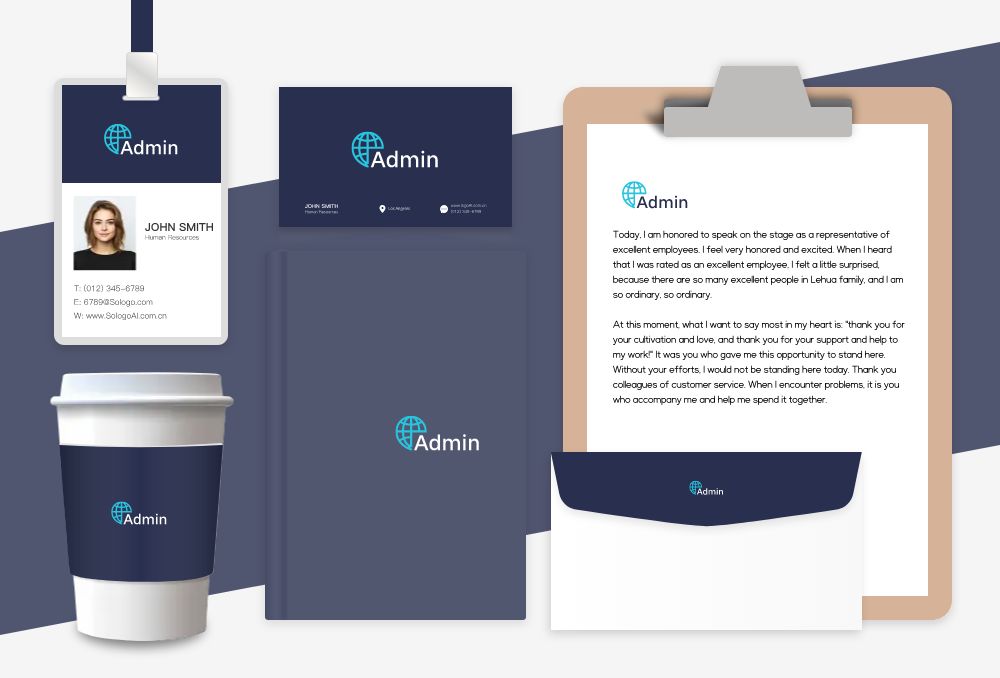 Admin
JOHN SMITH
Human Resources
T: (012) 345-6789
E: 6789@Sologo.com
W: www.SologoAI.com.cn
Admin
JOHN SMITH
Human Resources
Los Angeles
(012) 345-6789
Admin
Admin
Admin
Today, I am honored to speak on the stage as a representative of
excellent employees. I feel very honored and excited. When I heard
that I was rated as an excellent employee, I felt a little surprised,
because there are so many excellent people in Lehua family, and I am
so ordinary, so ordinary.
At this moment, what I want to say most in my heart is: "thank you for
your cultivation and love, and thank you for your support and help to
my work!" It was you who gave me this opportunity to stand here.
Without your efforts, I would not be standing here today. Thank you
colleagues of customer service. When I encounter problems, it is you
who accompany me and help me spend it together.
Admin